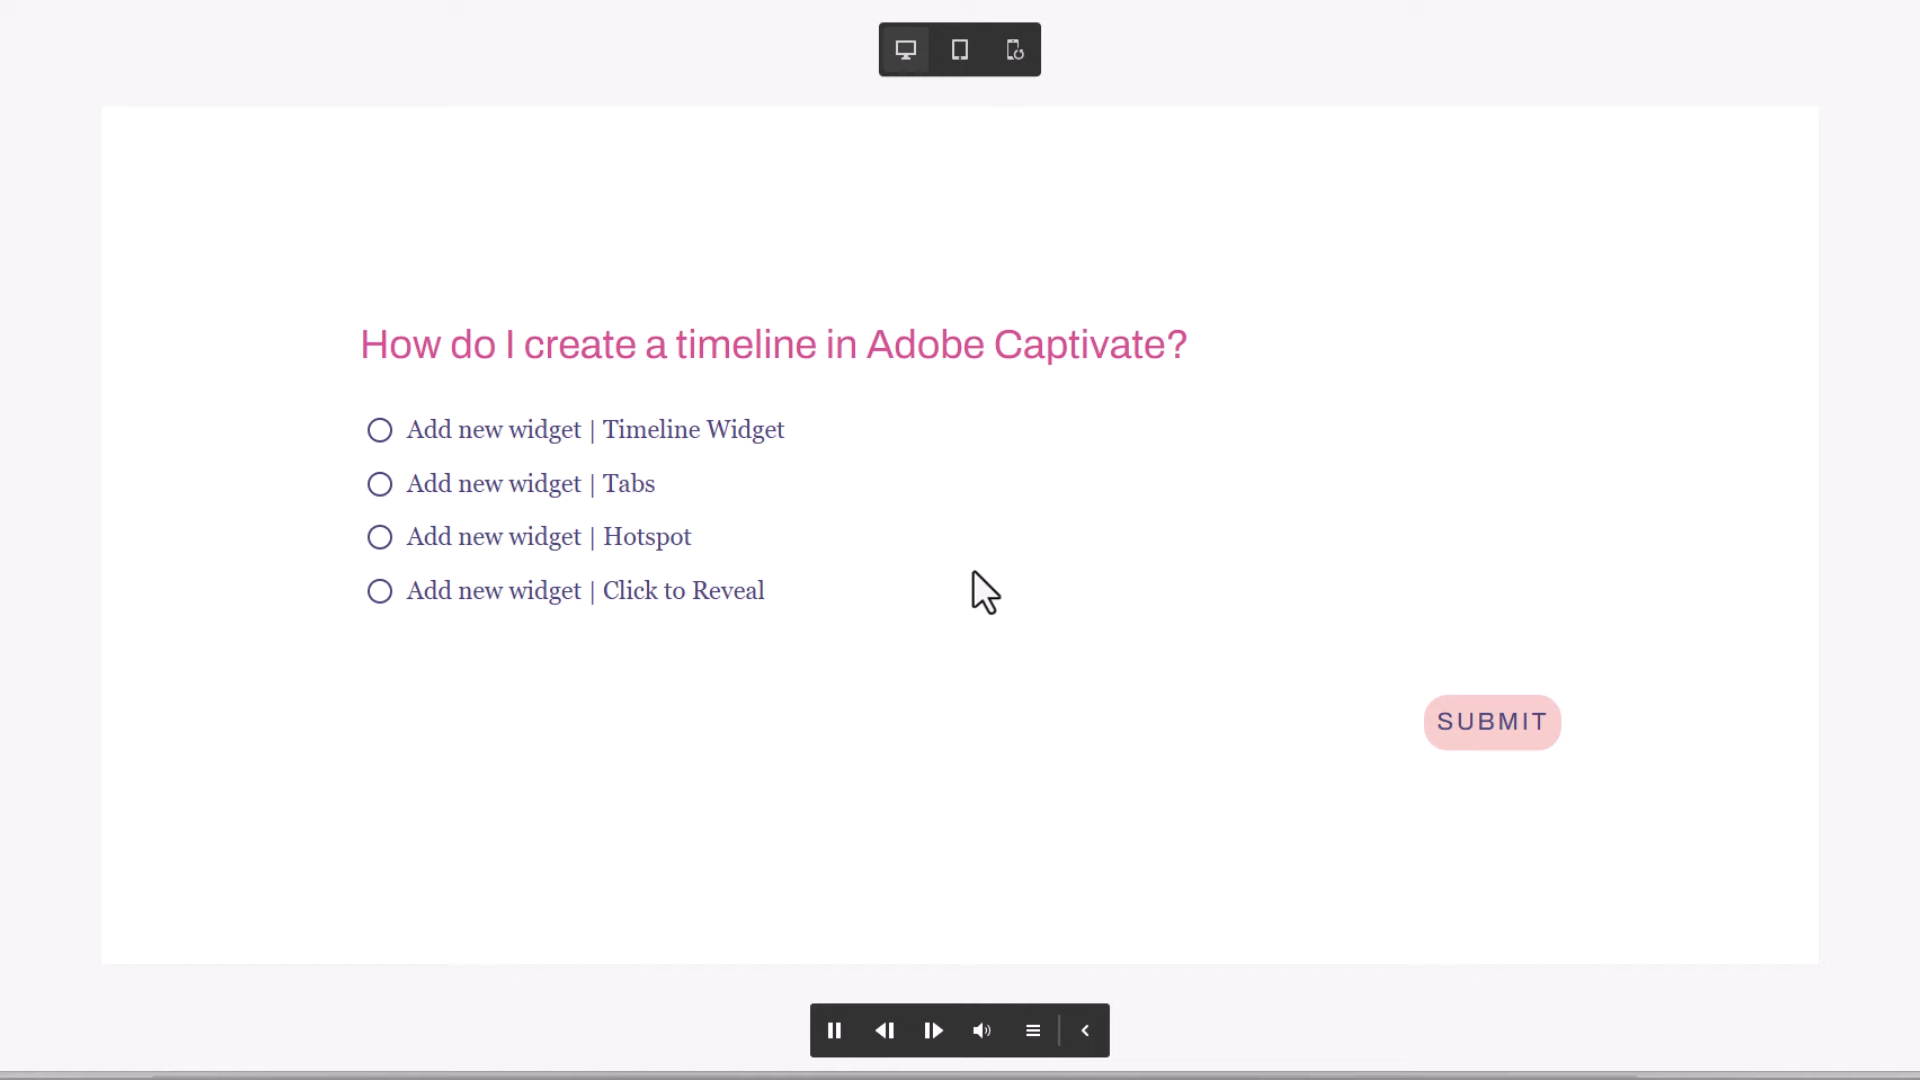 How do I create a timeline in Adobe Captivate?
Add new widget | Timeline Widget
Add new widget | Tabs
Add new widget | Hotspot
Add new widget | Click to Reveal
SUBMIT